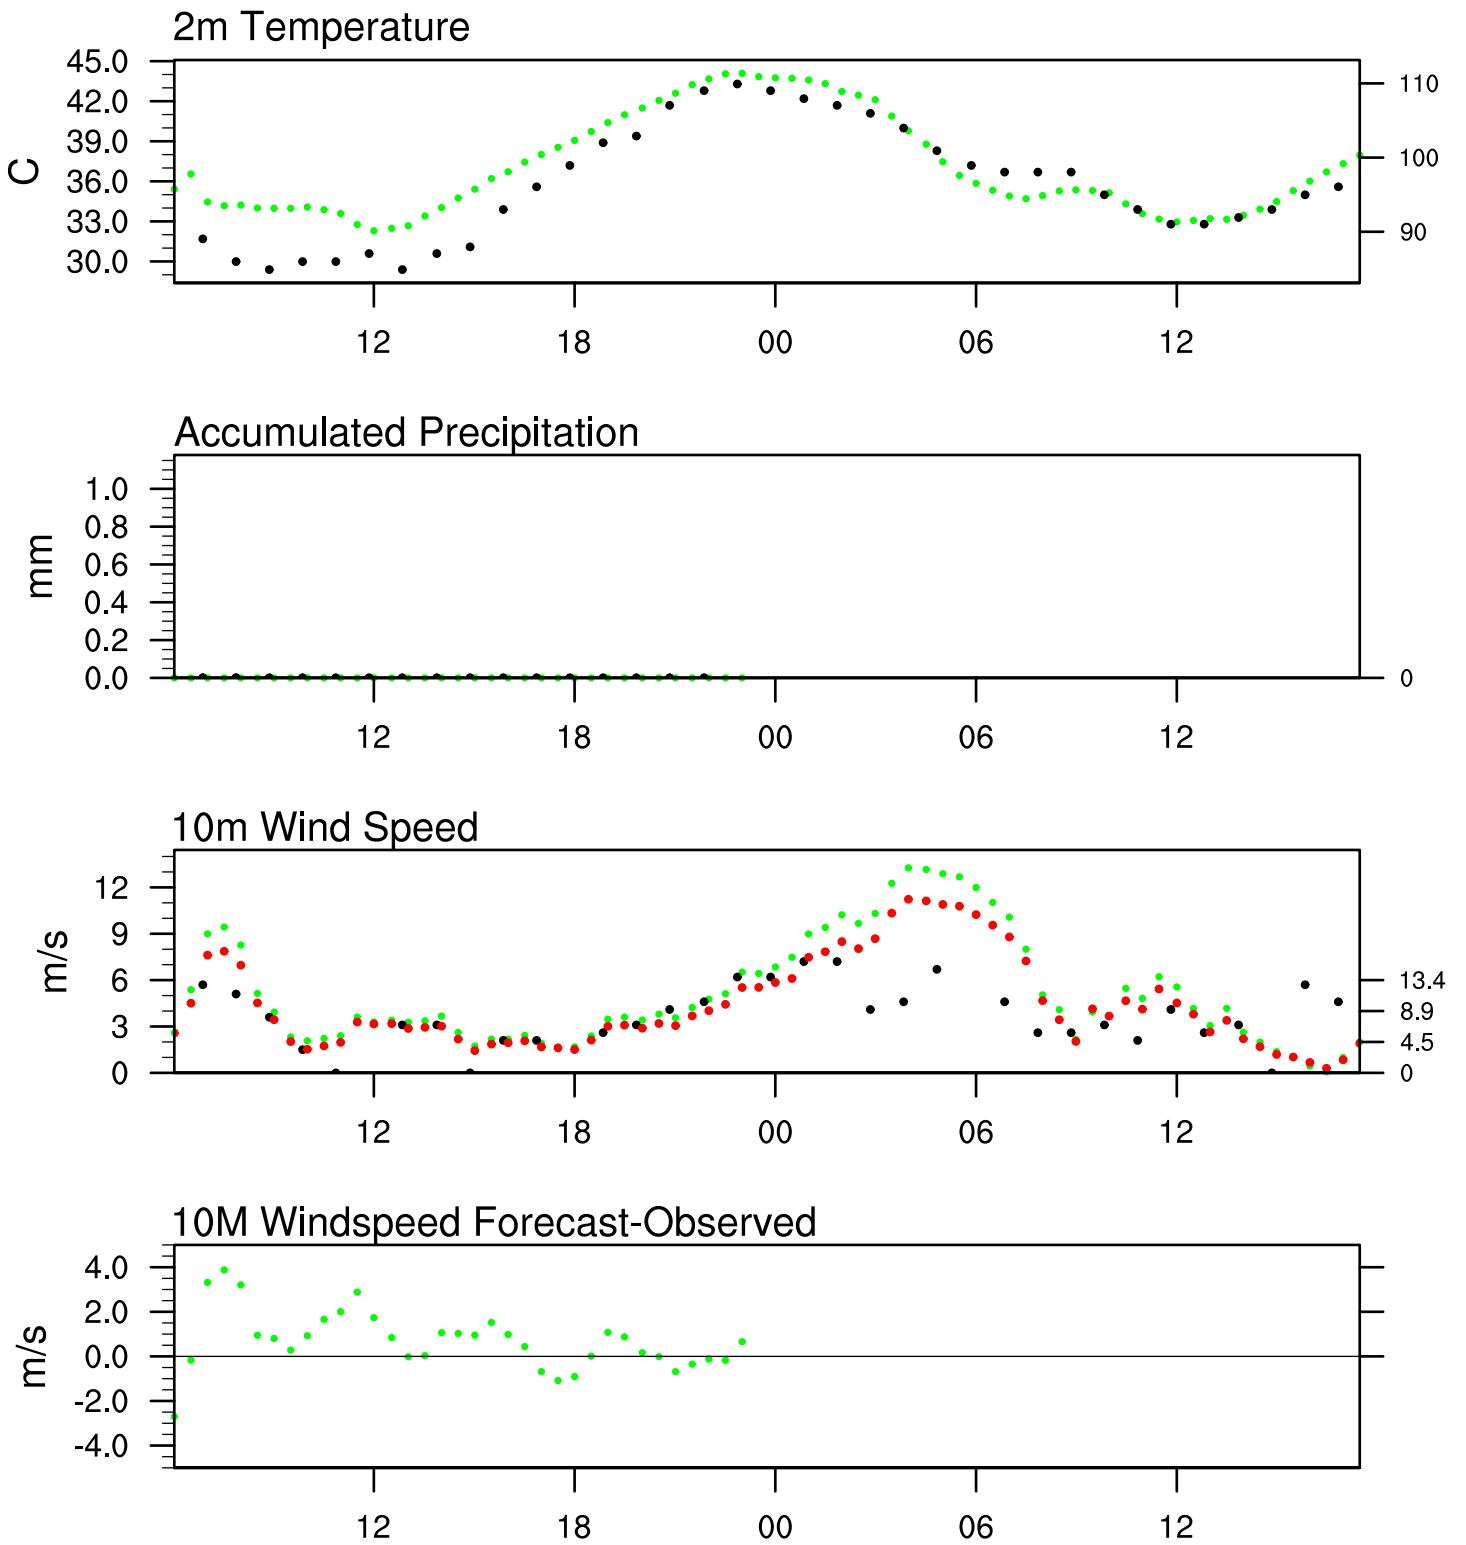 2m Temperature
45.0
42.0
39.0
36.0
33.0
30.0
C
110
100
90
12 18 00 06 12
Accumulated Precipitation
1.0
0.8
0.6
0.4
0.2
0.0
mm
0
12 18 00 06 12
10m Wind Speed
12
9
6
3
0
m/s
13.4
8.9
4.5
0
12 18 00 06 12
10M Windspeed Forecast-Observed
4.0
2.0
0.0
-2.0
-4.0
m/s
12 18 00 06 12